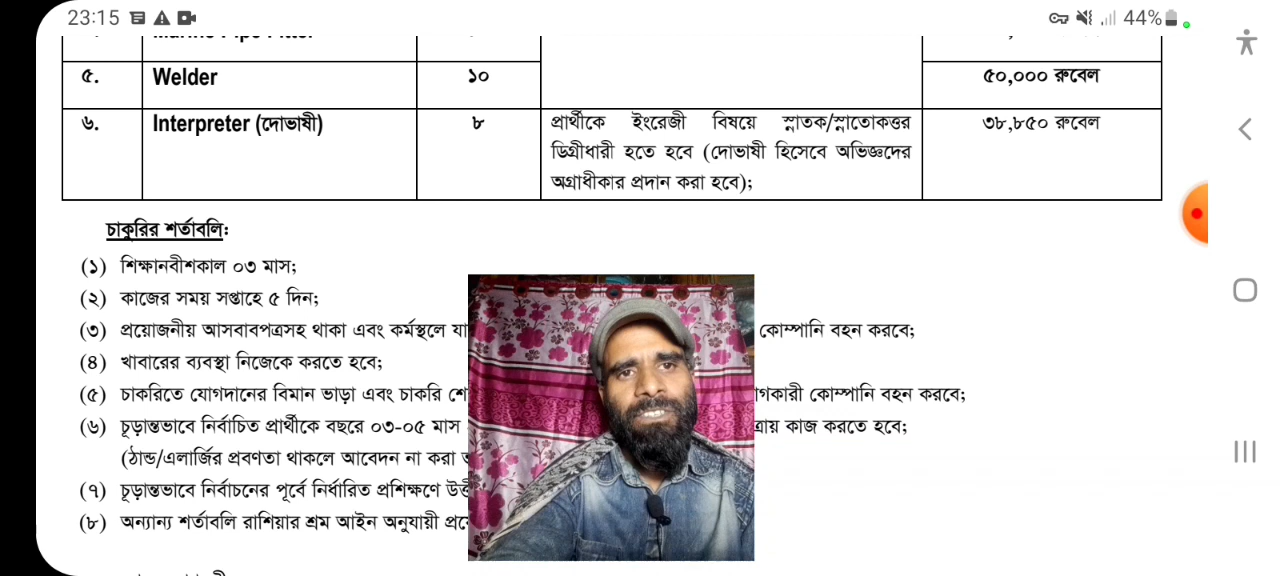 23:15
44%
৫. Welder ১০ ৫০,০০০ রুবেল
৬. Interpreter (দোভাষী) ৮ প্রার্থীকে ইংরেজী বিষয়ে স্নাতক/স্নাতোকত্তর ৩৮,৮৫০ রুবেল
ডিগ্রীধারী হতে হবে (দোভাষী হিসেবে অভিজ্ঞদের
অগ্রাধীকার প্রদান করা হবে);
চাকুরির শর্তাবলি:
(১) শিক্ষানবীশকাল ০৩ মাস;
(২) কাজের সময় সপ্তাহে ৫ দিন;
(৩) প্রয়োজনীয় আসবাবপত্রসহ থাকা এবং কর্মস্থলে কোম্পানি বহন করবে;
(৪) খাবারের ব্যবস্থা নিজেকে করতে হবে;
(৫) চাকরিতে যোগদানের বিমান ভাড়া এবং চাকরি কোম্পানি বহন করবে;
(৬) চূড়ান্তভাবে নির্বাচিত প্রার্থীকে বছরে ০৩-০৫ মাস কাজ করতে হবে;
(ঠান্ড/এলার্জির প্রবণতা থাকলে আবেদন না করা
(৭) চূড়ান্তভাবে নির্বাচনের পূর্বে নির্ধারিত প্রশিক্ষণে
(৮) অন্যান্য শর্তাবলি রাশিয়ার শ্রম আইন অনুযায়ী